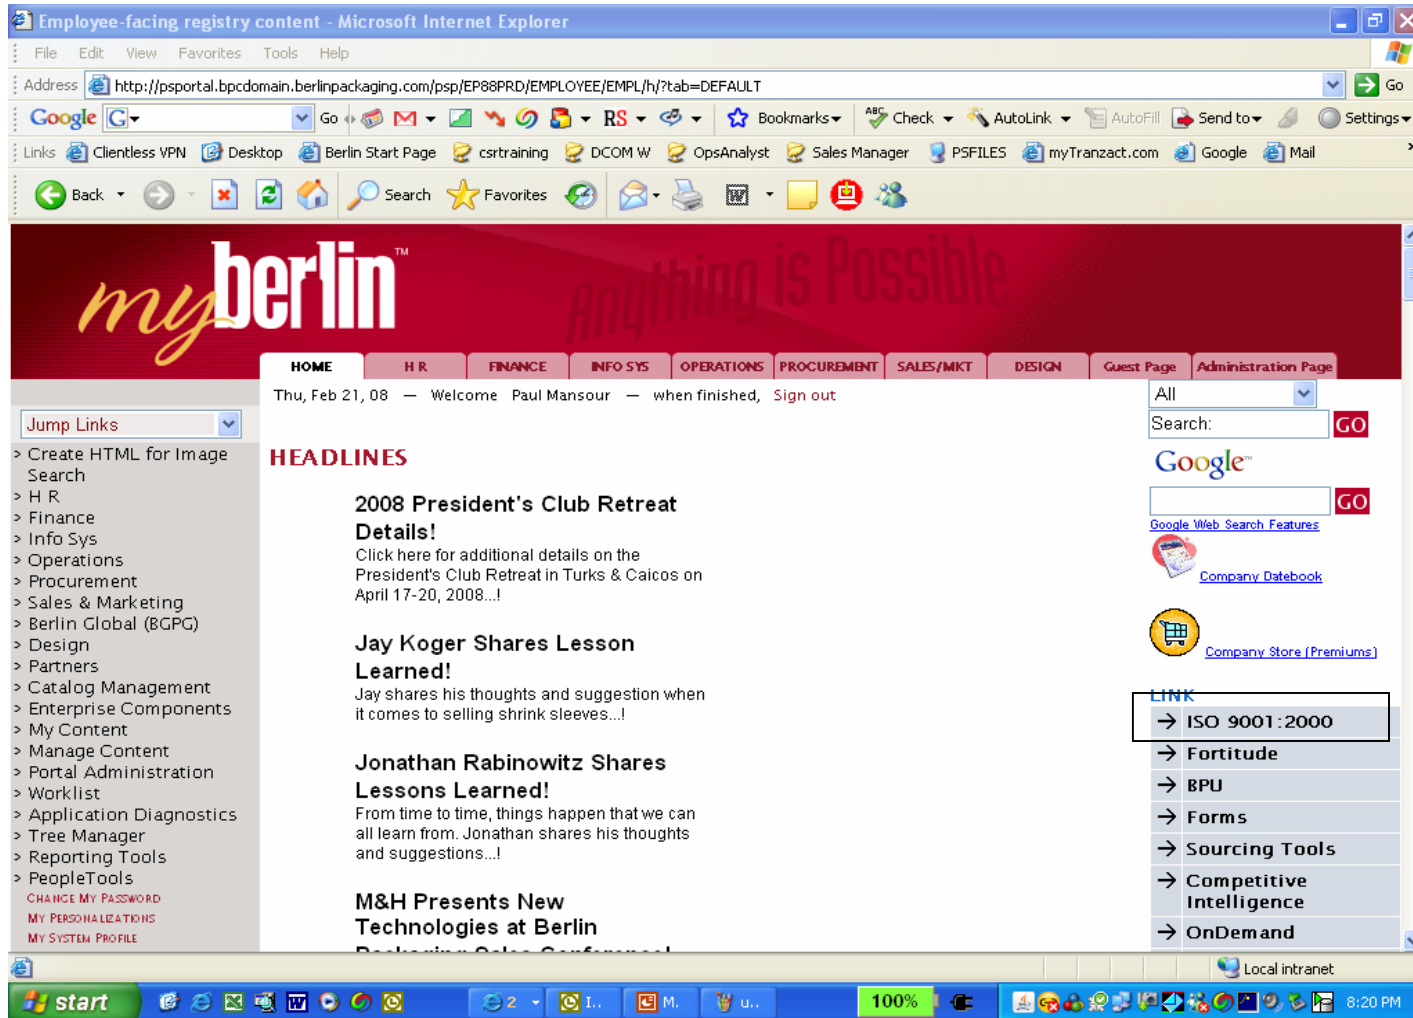 Employee-facing registry content - Microsoft Internet Explorer
File Edit View Favorites Tools Help
Address http://psportal.bpcdomain.berlinpackaging.com/psp/EP88PRD/EMPLOYEE/EMPL/h/?tab=DEFAULT Go
Google G Go RS Bookmarks ABC Check AutoLink AutoFill Send to Settings
Links Clientless VPN Desktop Berlin Start Page csrtraining DCOM W OpsAnalyst Sales Manager PSFILES myTranzact.com Google Mail
Back Search Favorites
myberlin™ Anything is Possible
HOME H R FINANCE INFO SYS OPERATIONS PROCUREMENT SALES/MKT DESIGN Guest Page Administration Page
Thu, Feb 21, 08 — Welcome Paul Mansour — when finished, Sign out
Jump Links
> Create HTML for Image
Search
> H R
> Finance
> Info Sys
> Operations
> Procurement
> Sales & Marketing
> Berlin Global (BGPG)
> Design
> Partners
> Catalog Management
> Enterprise Components
> My Content
> Manage Content
> Portal Administration
> Worklist
> Application Diagnostics
> Tree Manager
> Reporting Tools
> PeopleTools
CHANGE MY PASSWORD
MY PERSONALIZATIONS
MY SYSTEM PROFILE
HEADLINES
2008 President's Club Retreat
Details!
Click here for additional details on the
President's Club Retreat in Turks & Caicos on
April 17-20, 2008...!
Jay Koger Shares Lesson
Learned!
Jay shares his thoughts and suggestion when
it comes to selling shrink sleeves...!
Jonathan Rabinowitz Shares
Lessons Learned!
From time to time, things happen that we can
all learn from. Jonathan shares his thoughts
and suggestions...!
M&H Presents New
Technologies at Berlin
Packaging Sales Conference!
All
Search: GO
Google™
GO
Google Web Search Features
Company Datebook
Company Store (Premiums)
LINK
→ ISO 9001:2000
→ Fortitude
→ BPU
→ Forms
→ Sourcing Tools
→ Competitive
Intelligence
→ OnDemand
Local intranet
start 2 I.. M. u.. 100% 8:20 PM